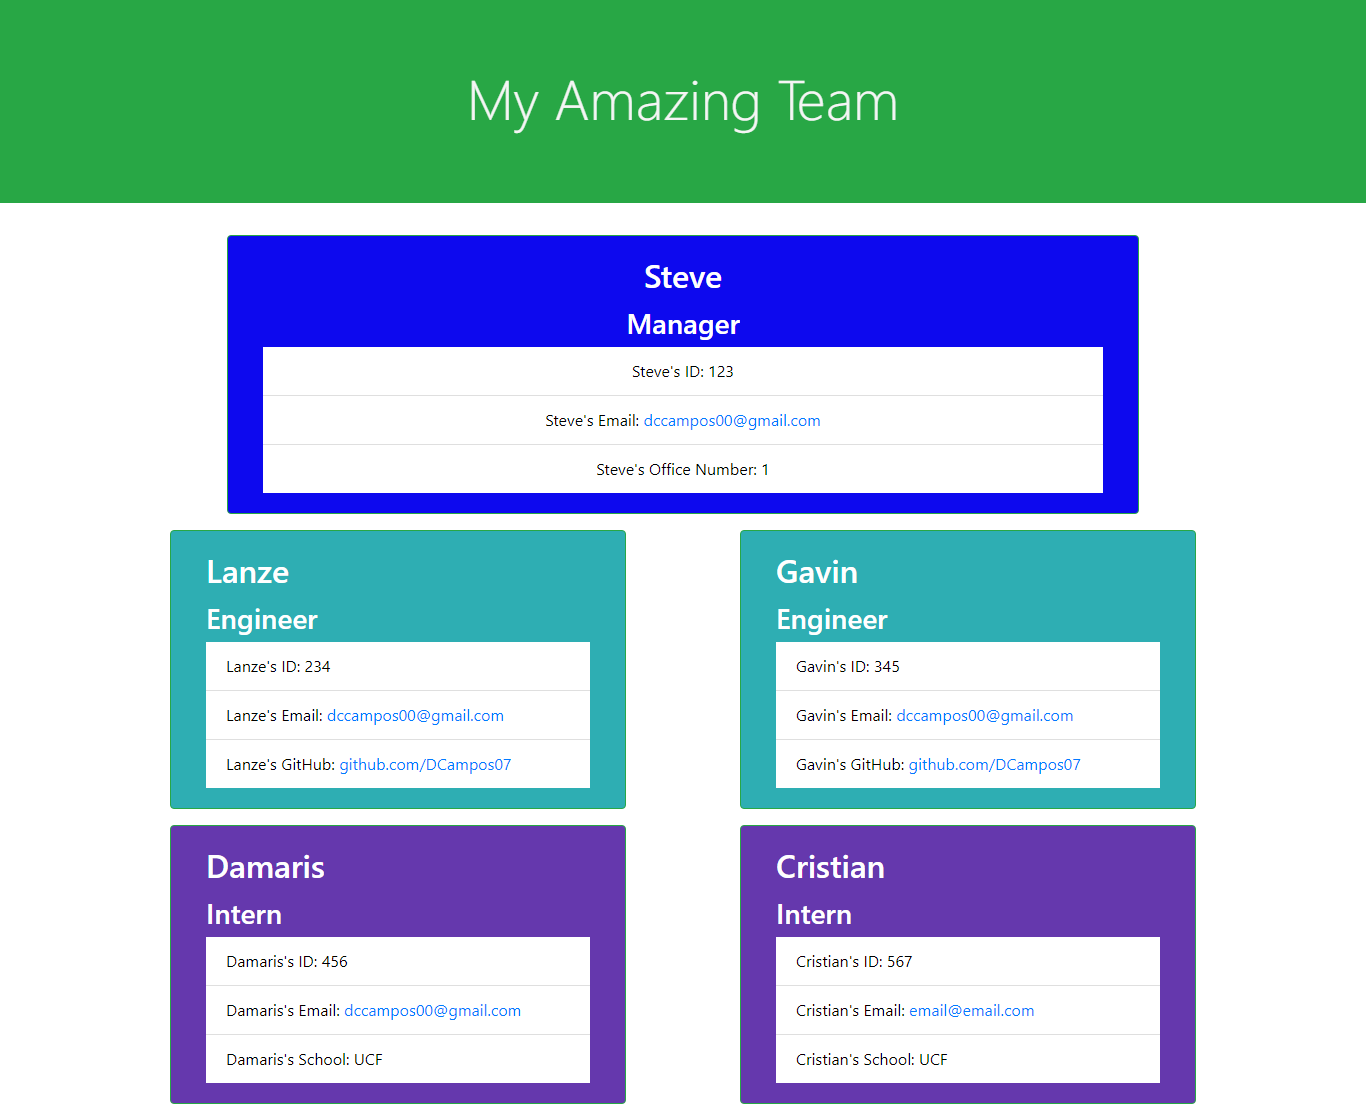 My Amazing Team
Steve
Manager
Steve's ID: 123
Steve's Email: dccampos00@gmail.com
Steve's Office Number: 1
Lanze
Engineer
Lanze's ID: 234
Lanze's Email: dccampos00@gmail.com
Lanze's GitHub: github.com/DCampos07
Gavin
Engineer
Gavin's ID: 345
Gavin's Email: dccampos00@gmail.com
Gavin's GitHub: github.com/DCampos07
Damaris
Intern
Damaris's ID: 456
Damaris's Email: dccampos00@gmail.com
Damaris's School: UCF
Cristian
Intern
Cristian's ID: 567
Cristian's Email: email@email.com
Cristian's School: UCF